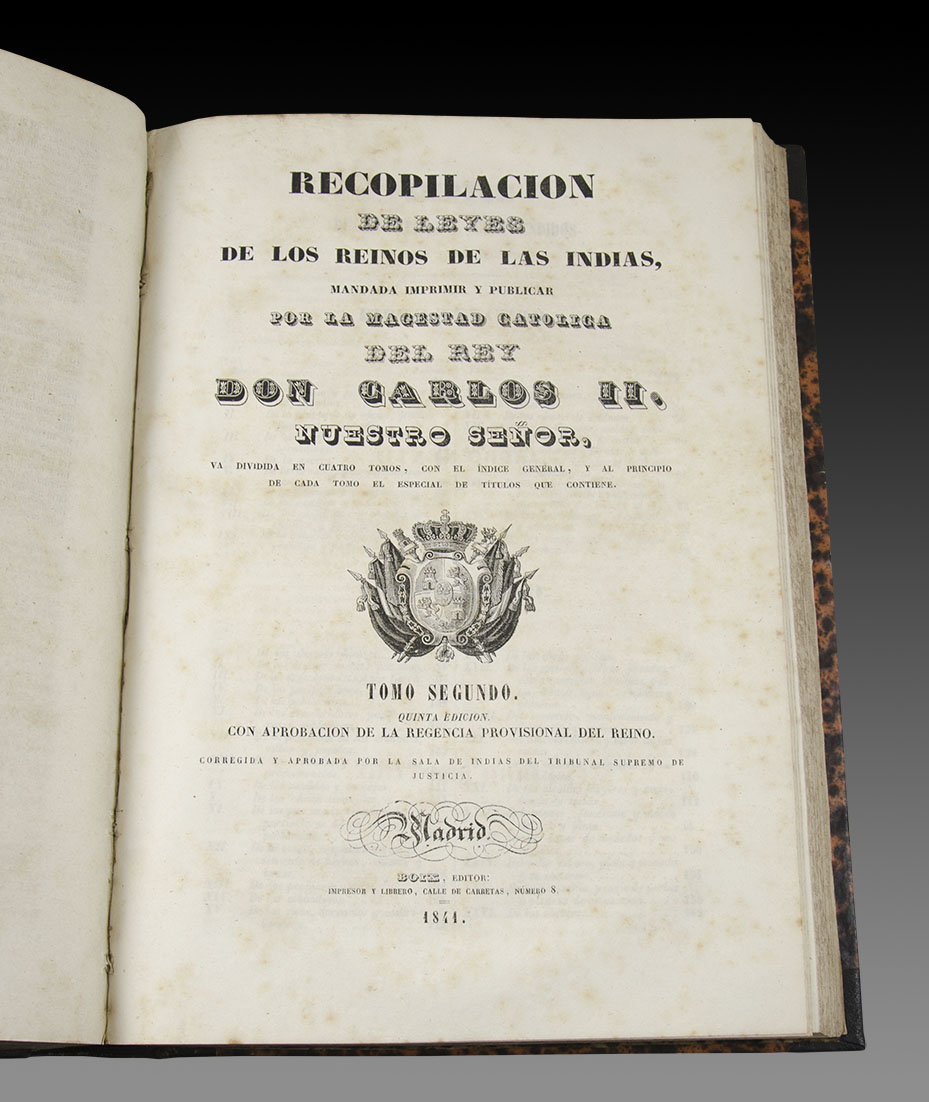 RECOPILACION
DE LEYES
DE LOS REINOS DE LAS INDIAS,
MANDADA IMPRIMIR Y PUBLICAR
POR LA MAGESTAD CATOLICA
DEL REY
DON CARLOS II.
NUESTRO SEÑOR,
VA DIVIDIDA EN CUATRO TOMOS, CON EL ÍNDICE GENERAL, Y AL PRINCIPIO
DE CADA TOMO EL ESPECIAL DE TÍTULOS QUE CONTIENE.
TOMO SEGUNDO.
QUINTA EDICION.
CON APROBACION DE LA REGENCIA PROVISIONAL DEL REINO.
CORREGIDA Y APROBADA POR LA SALA DE INDIAS DEL TRIBUNAL SUPREMO DE
JUSTICIA.
Madrid
BOIX, EDITOR:
IMPRESOR Y LIBRERO, CALLE DE CARRETAS, NÚMERO 8.
1841.